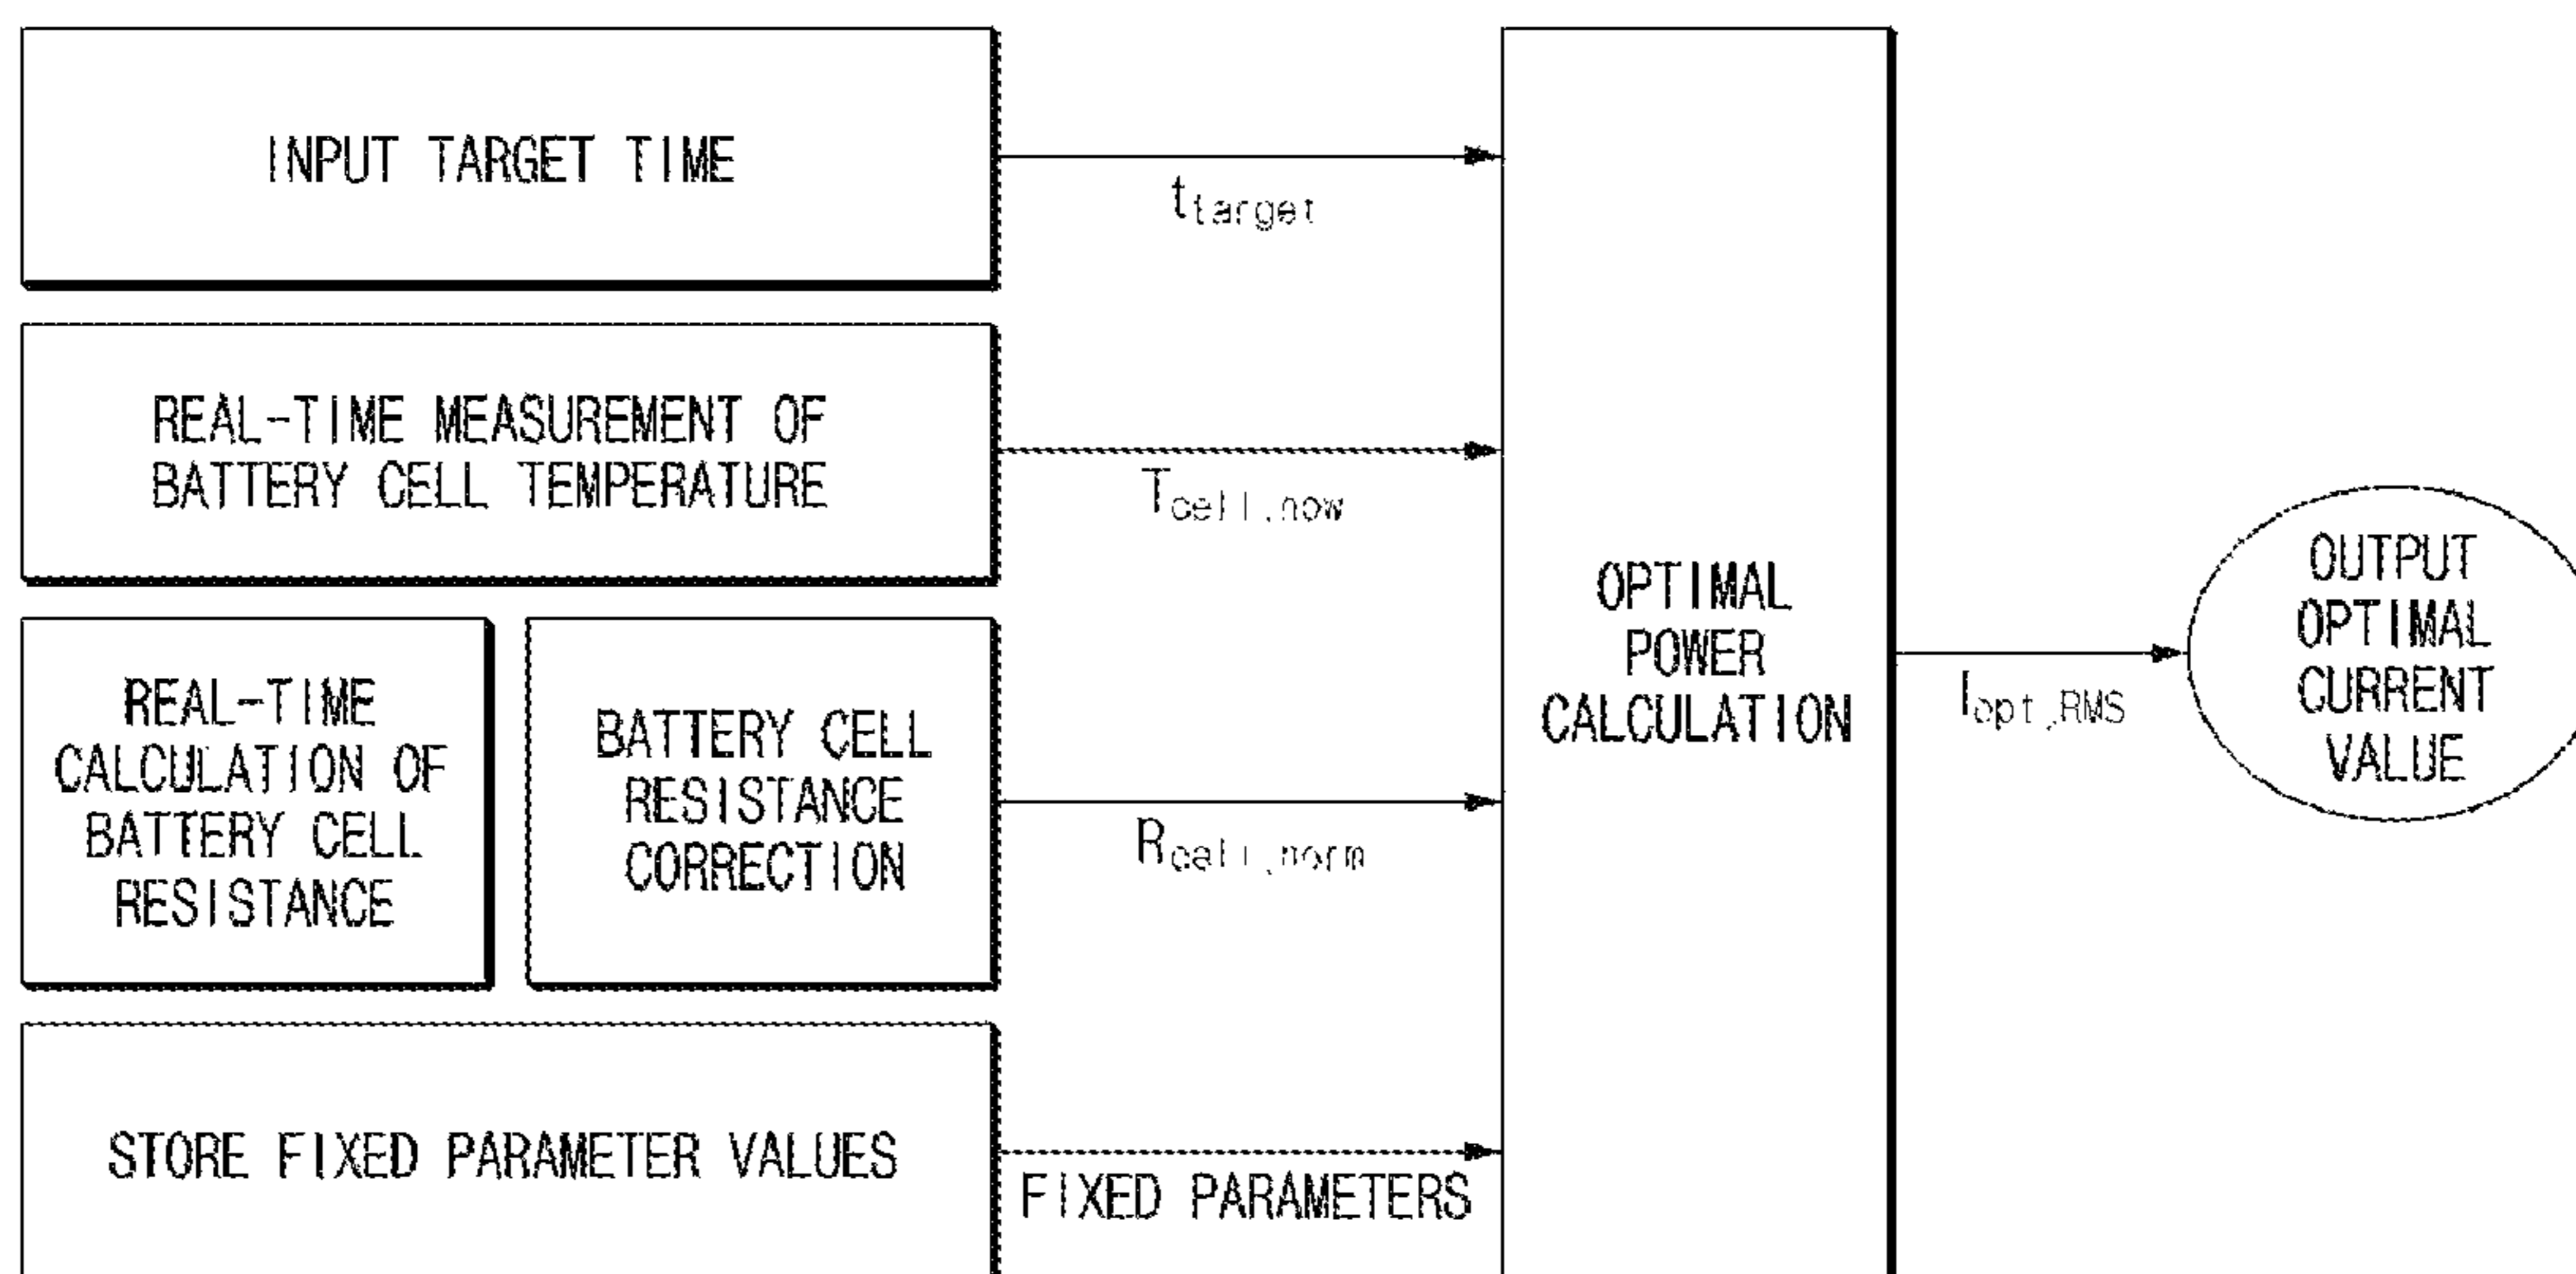 INPUT TARGET TIME
t_target
REAL-TIME MEASUREMENT OF
BATTERY CELL TEMPERATURE
T_cell,now
REAL-TIME
CALCULATION OF
BATTERY CELL
RESISTANCE
BATTERY CELL
RESISTANCE
CORRECTION
R_cell,norm
STORE FIXED PARAMETER VALUES
FIXED PARAMETERS
OPTIMAL
POWER
CALCULATION
I_opt,RMS
OUTPUT
OPTIMAL
CURRENT
VALUE